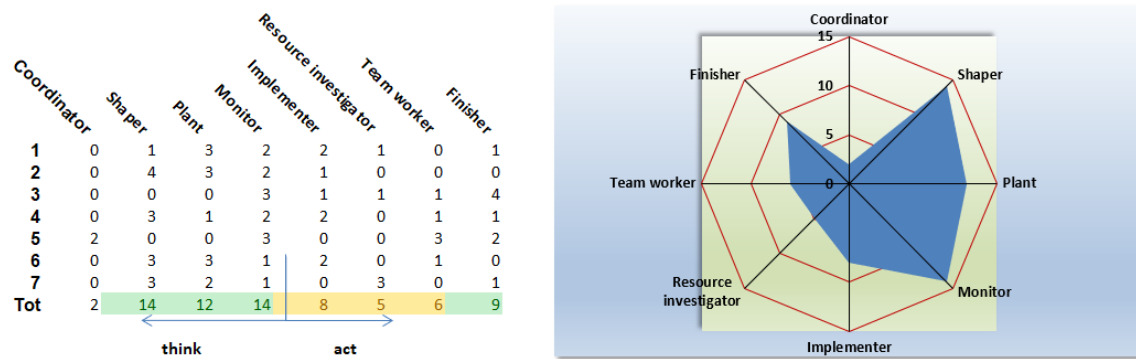 Coordinator Shaper Plant Monitor Implementer Resource investigator Team worker Finisher
1 0 1 3 2 2 1 0 1
2 0 4 3 2 1 0 0 0
3 0 0 0 3 1 1 1 4
4 0 3 1 2 2 0 1 1
5 2 0 0 3 0 0 3 2
6 0 3 3 1 2 0 1 0
7 0 3 2 1 0 3 0 1
Tot 2 14 12 14 8 5 6 9
think act
Coordinator
15
Finisher Shaper
10
5
Team worker 0 Plant
Resource
investigator Monitor
Implementer